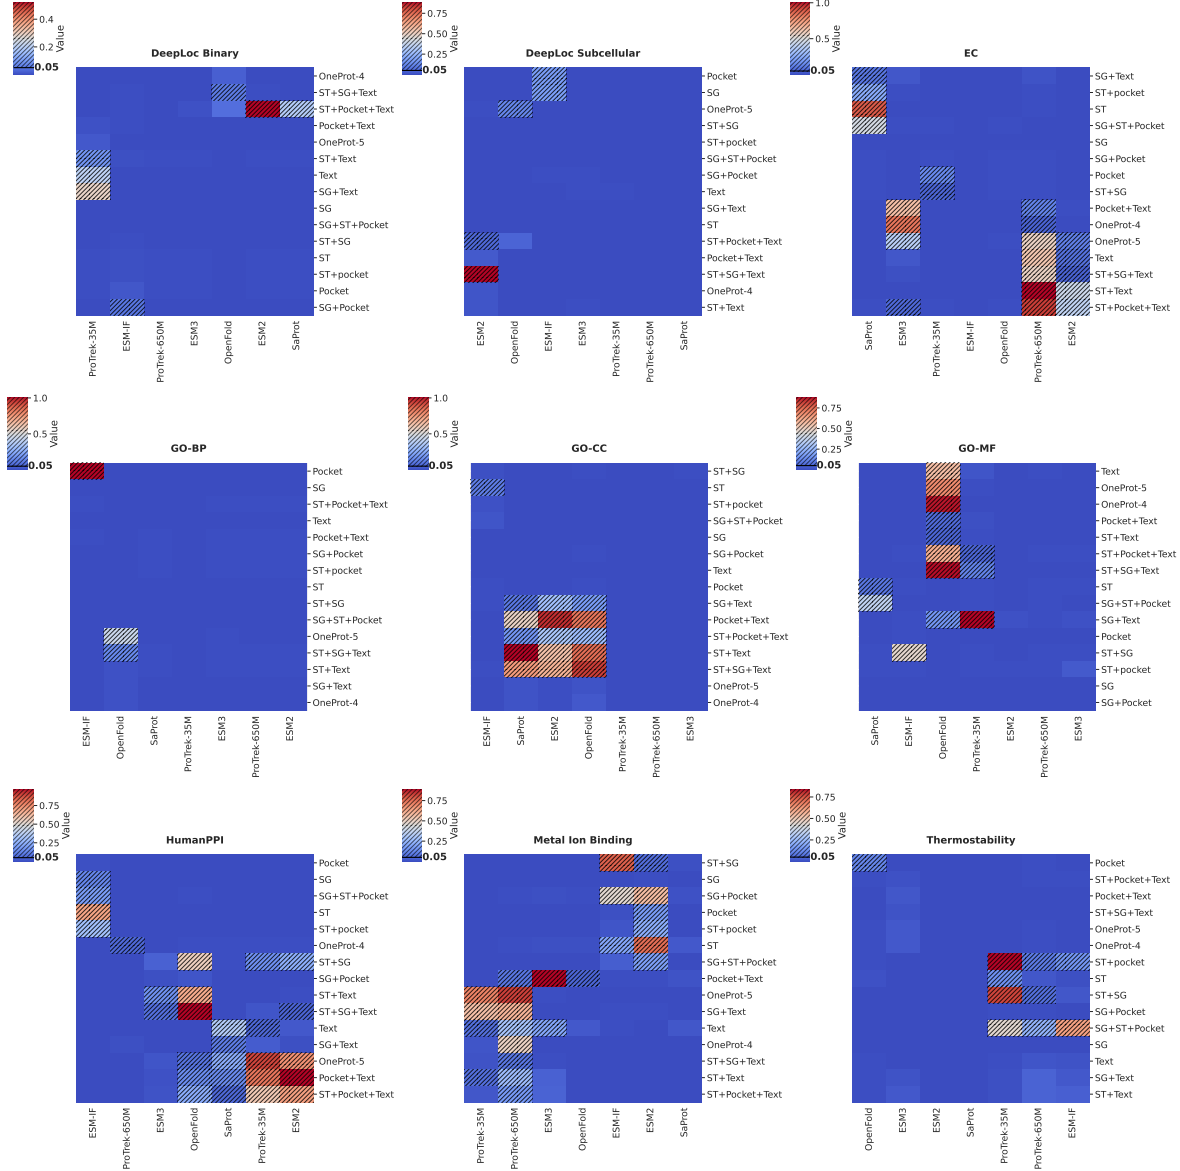 0.4
0.2
0.05
Value
DeepLoc Binary
OneProt-4
ST+SG+Text
ST+Pocket+Text
Pocket+Text
OneProt-5
ST+Text
Text
SG+Text
SG
SG+ST+Pocket
ST+SG
ST
ST+pocket
Pocket
SG+Pocket
ProTrek-35M
ESM-IF
ProTrek-650M
ESM3
OpenFold
ESM2
SaProt
0.75
0.50
0.25
0.05
Value
DeepLoc Subcellular
Pocket
SG
OneProt-5
ST+SG
ST+pocket
SG+ST+Pocket
SG+Pocket
Text
SG+Text
ST
ST+Pocket+Text
Pocket+Text
ST+SG+Text
OneProt-4
ST+Text
ESM2
OpenFold
ESM-IF
ESM3
ProTrek-35M
ProTrek-650M
SaProt
1.0
0.5
0.05
Value
EC
SG+Text
ST+pocket
ST
SG+ST+Pocket
SG
SG+Pocket
Pocket
ST+SG
Pocket+Text
OneProt-4
OneProt-5
Text
ST+SG+Text
ST+Text
ST+Pocket+Text
SaProt
ESM3
ProTrek-35M
ESM-IF
OpenFold
ProTrek-650M
ESM2
1.0
0.5
0.05
Value
GO-BP
Pocket
SG
ST+Pocket+Text
Text
Pocket+Text
SG+Pocket
ST+pocket
ST
ST+SG
SG+ST+Pocket
OneProt-5
ST+SG+Text
ST+Text
SG+Text
OneProt-4
ESM-IF
OpenFold
SaProt
ProTrek-35M
ESM3
ProTrek-650M
ESM2
1.0
0.5
0.05
Value
GO-CC
ST+SG
ST
ST+pocket
SG+ST+Pocket
SG
SG+Pocket
Text
Pocket
SG+Text
Pocket+Text
ST+Pocket+Text
ST+Text
ST+SG+Text
OneProt-5
OneProt-4
ESM-IF
SaProt
ESM2
OpenFold
ProTrek-35M
ProTrek-650M
ESM3
0.75
0.50
0.25
0.05
Value
GO-MF
Text
OneProt-5
OneProt-4
Pocket+Text
ST+Text
ST+Pocket+Text
ST+SG+Text
ST
SG+ST+Pocket
SG+Text
Pocket
ST+SG
ST+pocket
SG
SG+Pocket
SaProt
ESM-IF
OpenFold
ProTrek-35M
ESM2
ProTrek-650M
ESM3
0.75
0.50
0.25
0.05
Value
HumanPPI
Pocket
SG
SG+ST+Pocket
ST
ST+pocket
OneProt-4
ST+SG
SG+Pocket
ST+Text
ST+SG+Text
Text
SG+Text
OneProt-5
Pocket+Text
ST+Pocket+Text
ESM-IF
ProTrek-650M
ESM3
OpenFold
SaProt
ProTrek-35M
ESM2
0.75
0.50
0.25
0.05
Value
Metal Ion Binding
ST+SG
SG
SG+Pocket
Pocket
ST+pocket
ST
SG+ST+Pocket
Pocket+Text
OneProt-5
SG+Text
Text
OneProt-4
ST+SG+Text
ST+Text
ST+Pocket+Text
ProTrek-35M
ProTrek-650M
ESM3
OpenFold
ESM-IF
ESM2
SaProt
0.75
0.50
0.25
0.05
Value
Thermostability
Pocket
ST+Pocket+Text
Pocket+Text
ST+SG+Text
OneProt-5
OneProt-4
ST+pocket
ST
ST+SG
SG+Pocket
SG+ST+Pocket
SG
Text
SG+Text
ST+Text
OpenFold
ESM3
ESM2
SaProt
ProTrek-35M
ProTrek-650M
ESM-IF